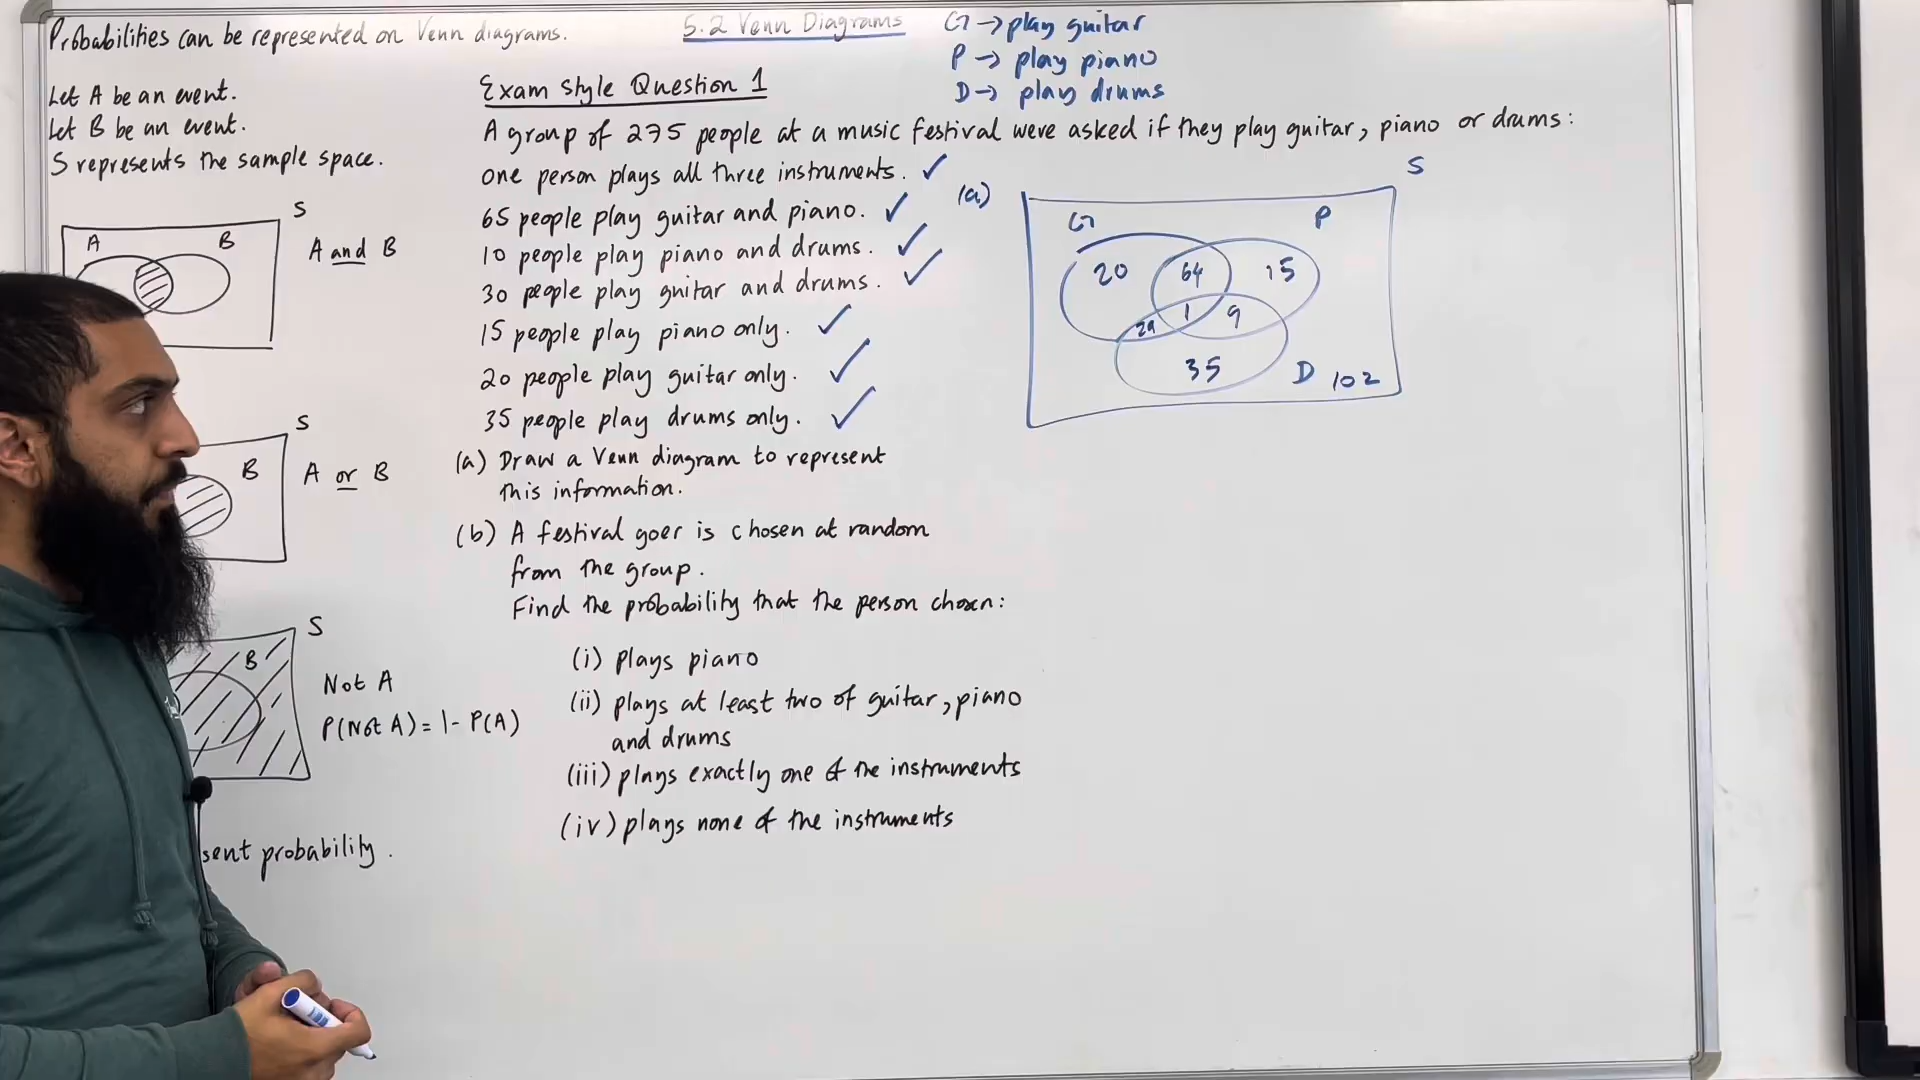 Probabilities can be represented on Venn diagrams.
5.2 Venn Diagrams
G → play guitar
P → play piano
D → play drums
Let A be an event.
Let B be an event.
S represents the sample space.
S
A
B
A and B
S
B
A or B
S
B
Not A
P(Not A) = 1 - P(A)
sent probability.
Exam style Question 1
A group of 275 people at a music festival were asked if they play guitar, piano or drums:
one person plays all three instruments. ✓
65 people play guitar and piano. ✓
10 people play piano and drums. ✓
30 people play guitar and drums. ✓
15 people play piano only. ✓
20 people play guitar only. ✓
35 people play drums only. ✓
(a) Draw a Venn diagram to represent
this information.
(b) A festival goer is chosen at random
from the group.
Find the probability that the person chosen:
(i) plays piano
(ii) plays at least two of guitar, piano
and drums
(iii) plays exactly one of the instruments
(iv) plays none of the instruments
(a)
S
G
P
20
64
15
29
1
9
35
D
102